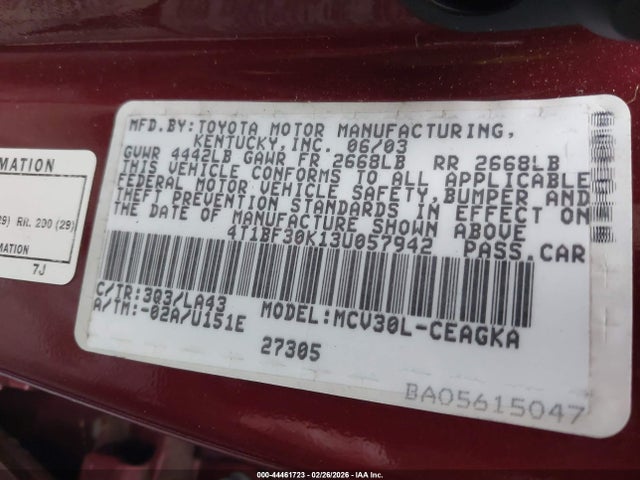 MFD.BY:TOYOTA MOTOR MANUFACTURING,
KENTUCKY,INC. 06/03
GVWR 4442LB GAWR FR 2668LB RR 2668LB
THIS VEHICLE CONFORMS TO ALL APPLICABLE
FEDERAL MOTOR VEHICLE SAFETY,BUMPER AND
THEFT PREVENTION STANDARDS IN EFFECT ON
THE DATE OF MANUFACTURE SHOWN ABOVE
4T1BF30K13U057942 PASS.CAR
C/TR:3Q3/LA43
A/TM:-02A/U151E
MODEL:MCV30L-CEAGKA
27305
BA05615047
RMATION
29) RR. 200 (29)
MATION
7J
000-44461723 | 02/26/2026 | IAA Inc.